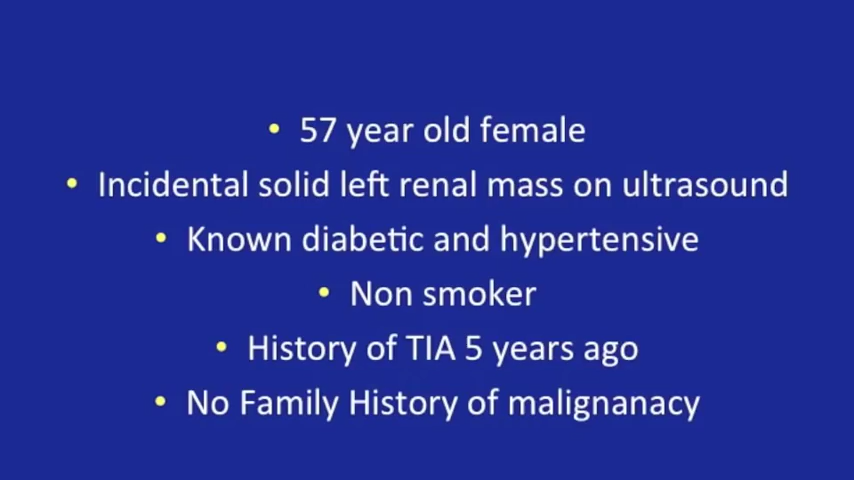 • 57 year old female
• Incidental solid left renal mass on ultrasound
• Known diabetic and hypertensive
• Non smoker
• History of TIA 5 years ago
• No Family History of malignanacy